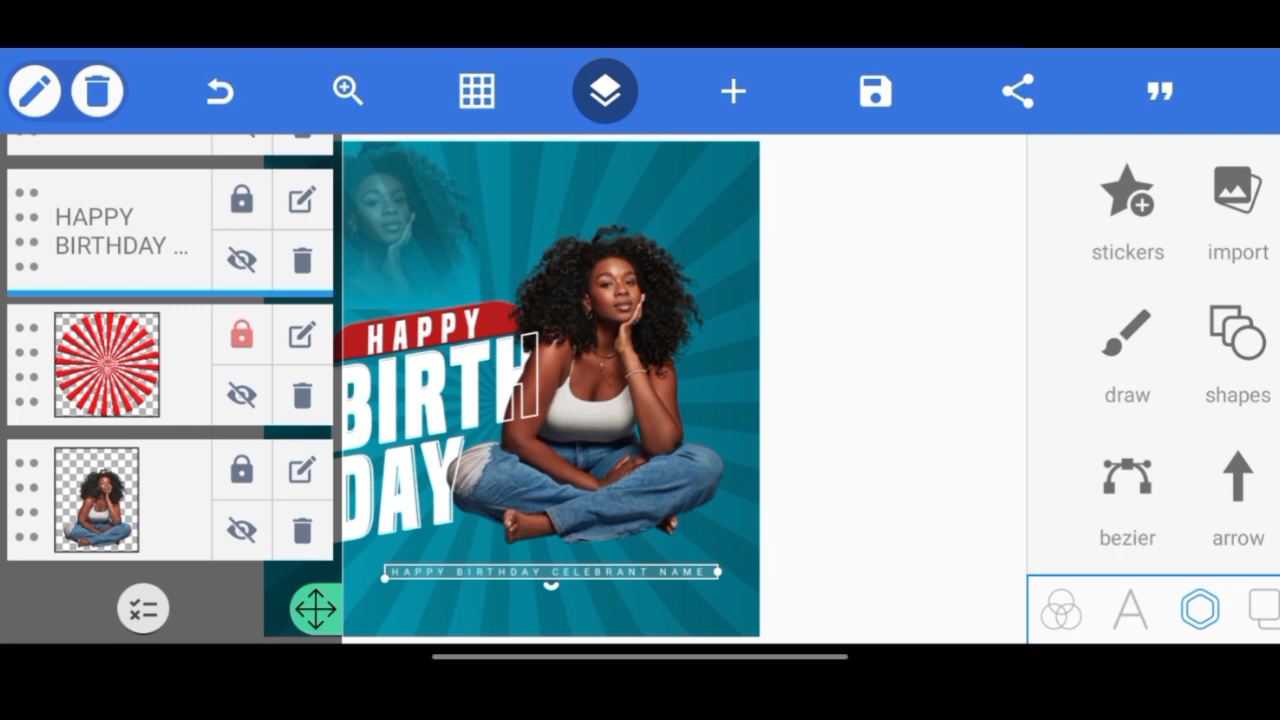 HAPPY
BIRTHDAY ...
HAPPY
BIRTH
DAY
HAPPY BIRTHDAY CELEBRANT NAME
stickers
import
draw
shapes
bezier
arrow